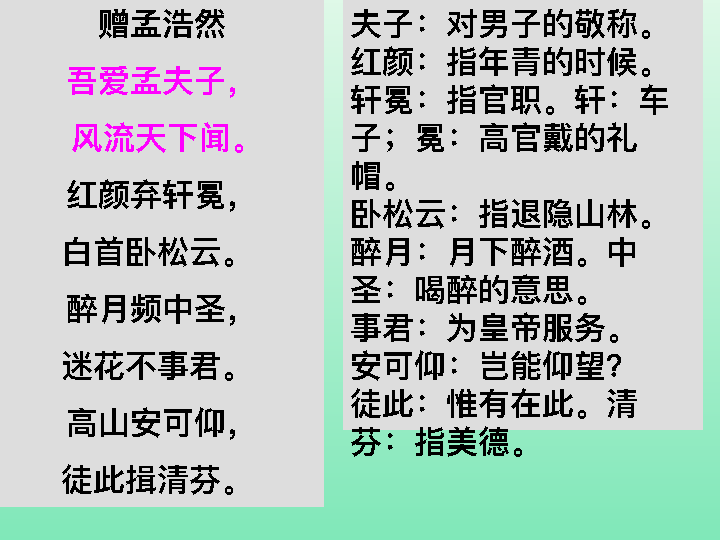 赠孟浩然
吾爱孟夫子，
风流天下闻。
红颜弃轩冕，
白首卧松云。
醉月频中圣，
迷花不事君。
高山安可仰，
徒此揖清芬。
夫子：对男子的敬称。
红颜：指年青的时候。
轩冕：指官职。轩：车
子；冕：高官戴的礼
帽。
卧松云：指退隐山林。
醉月：月下醉酒。中
圣：喝醉的意思。
事君：为皇帝服务。
安可仰：岂能仰望？
徒此：惟有在此。清
芬：指美德。